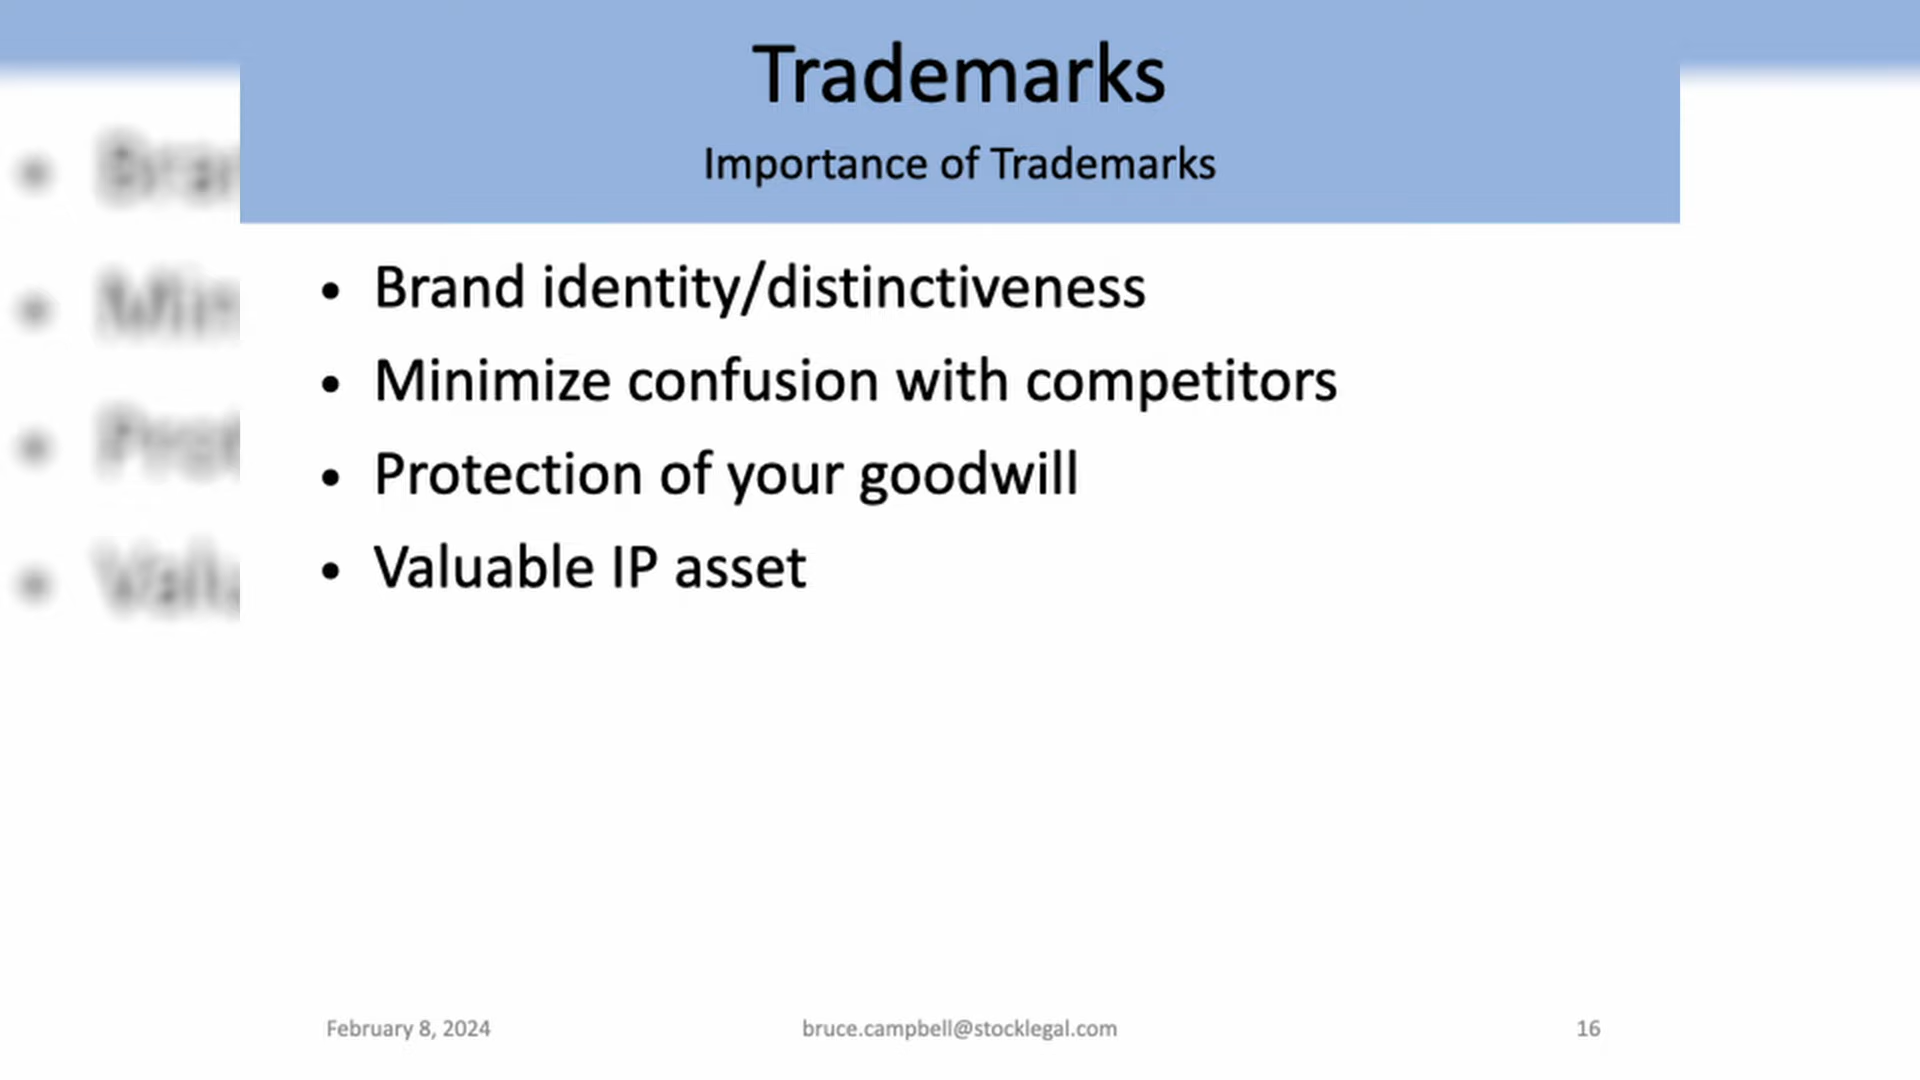 Trademarks
Importance of Trademarks
• Brand identity/distinctiveness
• Minimize confusion with competitors
• Protection of your goodwill
• Valuable IP asset
February 8, 2024
bruce.campbell@stocklegal.com
16